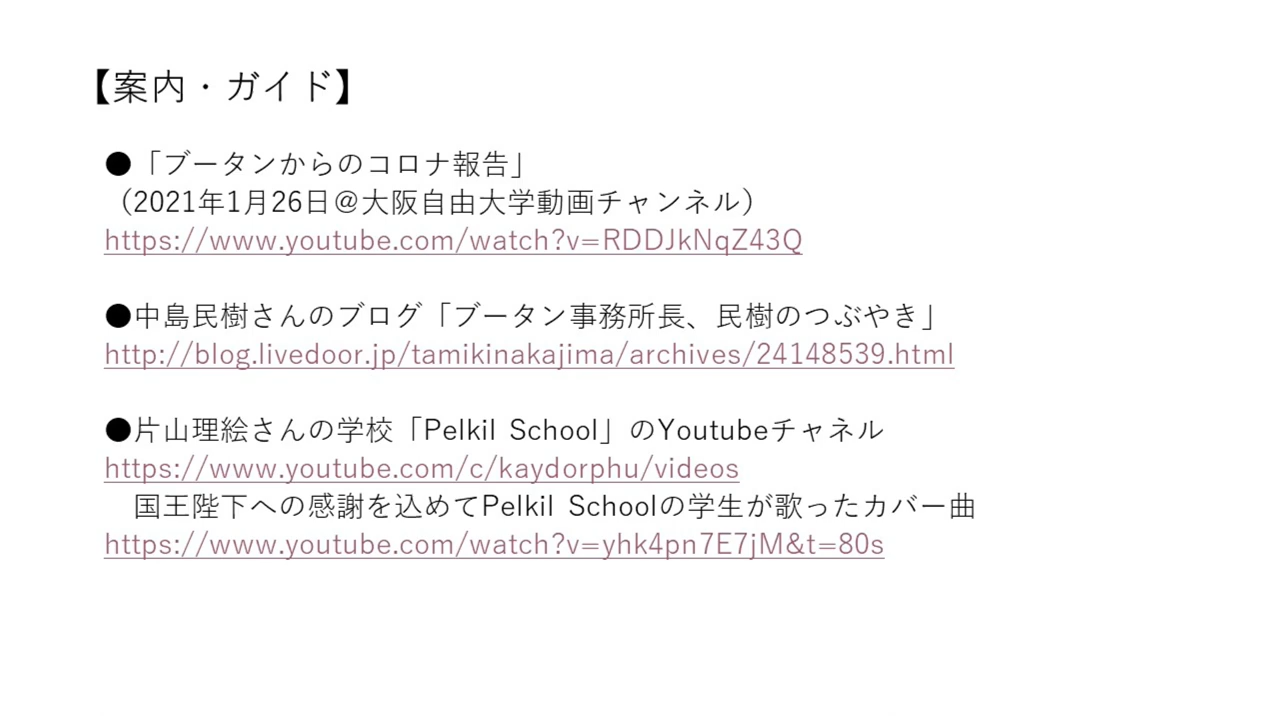 【案内・ガイド】
●「ブータンからのコロナ報告」
（2021年1月26日＠大阪自由大学動画チャンネル）
https://www.youtube.com/watch?v=RDDJkNqZ43Q
●中島民樹さんのブログ「ブータン事務所長、民樹のつぶやき」
http://blog.livedoor.jp/tamikinakajima/archives/24148539.html
●片山理絵さんの学校「Pelkil School」のYoutubeチャネル
https://www.youtube.com/c/kaydorphu/videos
国王陛下への感謝を込めてPelkil Schoolの学生が歌ったカバー曲
https://www.youtube.com/watch?v=yhk4pn7E7jM&t=80s